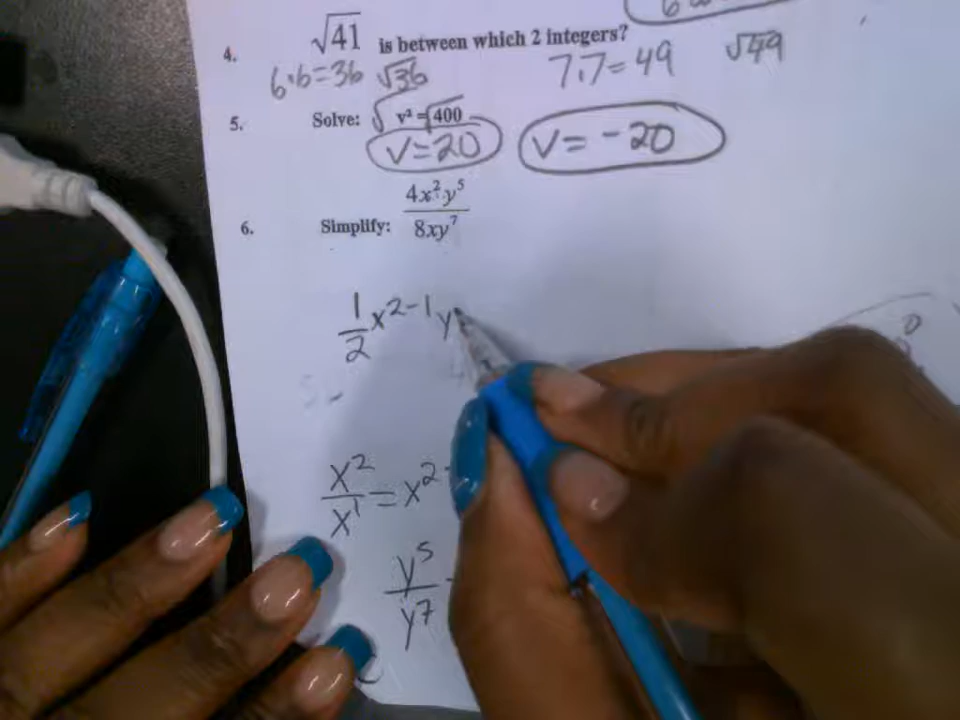 4. √41 is between which 2 integers?
6·6=36 √36 7·7=49 √49
5. Solve: √v² = √400
v=20 v=-20
6. Simplify: 4x²y⁵/8xy⁷
1/2 x²⁻¹y
x²/x¹ = x²⁻
y⁵/y⁷